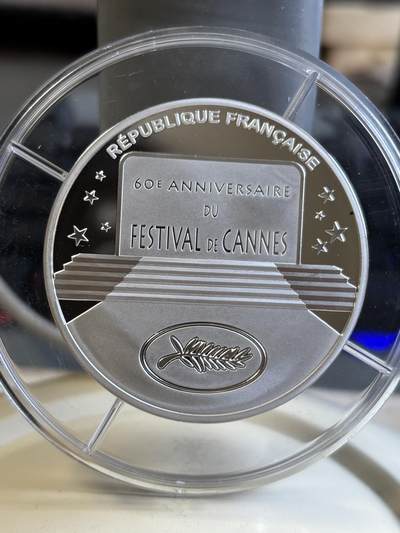 RÉPUBLIQUE FRANÇAISE
60E ANNIVERSAIRE
DU
FESTIVAL DE CANNES